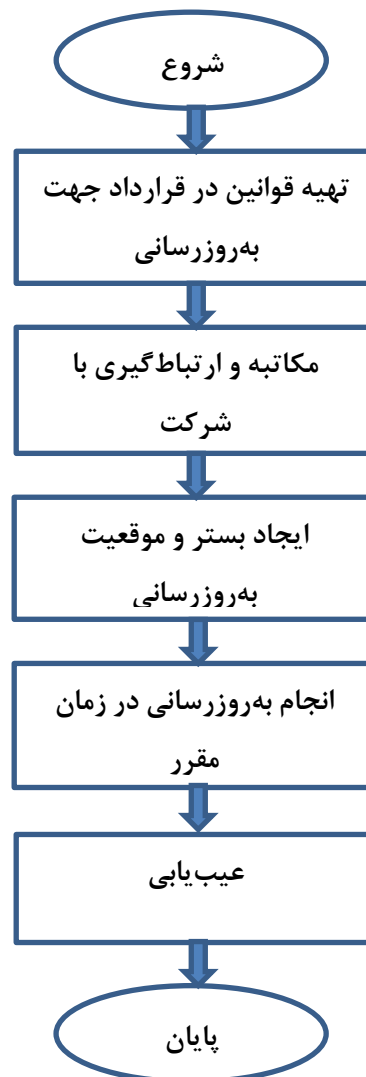 شروع
تهیه قوانین در قرارداد جهت
به‌روزرسانی
مکاتبه و ارتباط‌گیری با
شرکت
ایجاد بستر و موقعیت
به‌روزرسانی
انجام به‌روزرسانی در زمان
مقرر
عیب‌یابی
پایان